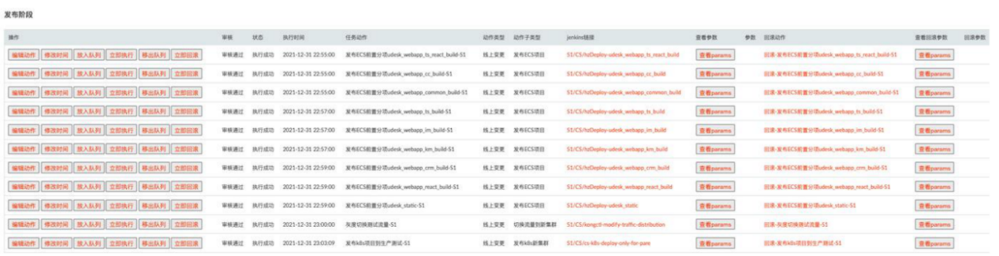 发布阶段
操作 审核 状态 执行时间 任务动作 动作类型 动作子类型 jenkins链接 查看参数 参数 回滚动作 查看回滚参数 回滚参数
编辑动作 修改时间 放入队列 立即执行 移出队列 立即回滚 审核通过 执行成功 2021-12-31 22:55:00 发布ECS前置分项udesk_webapp_ts_react_build-S1 线上变更 发布ECS项目 S1/CS/hzDeploy-udesk_webapp_ts_react_build 查看params 回滚-发布ECS前置分项udesk_webapp_ts_react_build-S1 查看params
编辑动作 修改时间 放入队列 立即执行 移出队列 立即回滚 审核通过 执行成功 2021-12-31 22:55:00 发布ECS前置分项udesk_webapp_cc_build-S1 线上变更 发布ECS项目 S1/CS/hzDeploy-udesk_webapp_cc_build 查看params 回滚-发布ECS前置分项udesk_webapp_cc_build-S1 查看params
编辑动作 修改时间 放入队列 立即执行 移出队列 立即回滚 审核通过 执行成功 2021-12-31 22:55:00 发布ECS前置分项udesk_webapp_common_build-S1 线上变更 发布ECS项目 S1/CS/hzDeploy-udesk_webapp_common_build 查看params 回滚-发布ECS前置分项udesk_webapp_common_build-S1 查看params
编辑动作 修改时间 放入队列 立即执行 移出队列 立即回滚 审核通过 执行成功 2021-12-31 22:57:00 发布ECS前置分项udesk_webapp_ts_build-S1 线上变更 发布ECS项目 S1/CS/hzDeploy-udesk_webapp_ts_build 查看params 回滚-发布ECS前置分项udesk_webapp_ts_build-S1 查看params
编辑动作 修改时间 放入队列 立即执行 移出队列 立即回滚 审核通过 执行成功 2021-12-31 22:57:00 发布ECS前置分项udesk_webapp_im_build-S1 线上变更 发布ECS项目 S1/CS/hzDeploy-udesk_webapp_im_build 查看params 回滚-发布ECS前置分项udesk_webapp_im_build-S1 查看params
编辑动作 修改时间 放入队列 立即执行 移出队列 立即回滚 审核通过 执行成功 2021-12-31 22:57:00 发布ECS前置分项udesk_webapp_km_build-S1 线上变更 发布ECS项目 S1/CS/hzDeploy-udesk_webapp_km_build 查看params 回滚-发布ECS前置分项udesk_webapp_km_build-S1 查看params
编辑动作 修改时间 放入队列 立即执行 移出队列 立即回滚 审核通过 执行成功 2021-12-31 22:59:00 发布ECS前置分项udesk_webapp_crm_build-S1 线上变更 发布ECS项目 S1/CS/hzDeploy-udesk_webapp_crm_build 查看params 回滚-发布ECS前置分项udesk_webapp_crm_build-S1 查看params
编辑动作 修改时间 放入队列 立即执行 移出队列 立即回滚 审核通过 执行成功 2021-12-31 22:59:00 发布ECS前置分项udesk_webapp_react_build-S1 线上变更 发布ECS项目 S1/CS/hzDeploy-udesk_webapp_react_build 查看params 回滚-发布ECS前置分项udesk_webapp_react_build-S1 查看params
编辑动作 修改时间 放入队列 立即执行 移出队列 立即回滚 审核通过 执行成功 2021-12-31 22:59:00 发布ECS前置分项udesk_static-S1 线上变更 发布ECS项目 S1/CS/hzDeploy-udesk_static 查看params 回滚-发布ECS前置分项udesk_static-S1 查看params
编辑动作 修改时间 放入队列 立即执行 移出队列 立即回滚 审核通过 执行成功 2021-12-31 23:00:00 灰度切换测试流量-S1 线上变更 切换流量到新集群 S1/CS/kongctl-modify-traffic-distribution 查看params 回滚-灰度切换测试流量-S1 查看params
编辑动作 修改时间 放入队列 立即执行 移出队列 立即回滚 审核通过 执行成功 2021-12-31 23:03:09 发布k8s项目到生产测试-S1 线上变更 发布k8s新集群 S1/CS/cs-k8s-deploy-only-for-pare 查看params 回滚-发布k8s项目到生产测试-S1 查看params